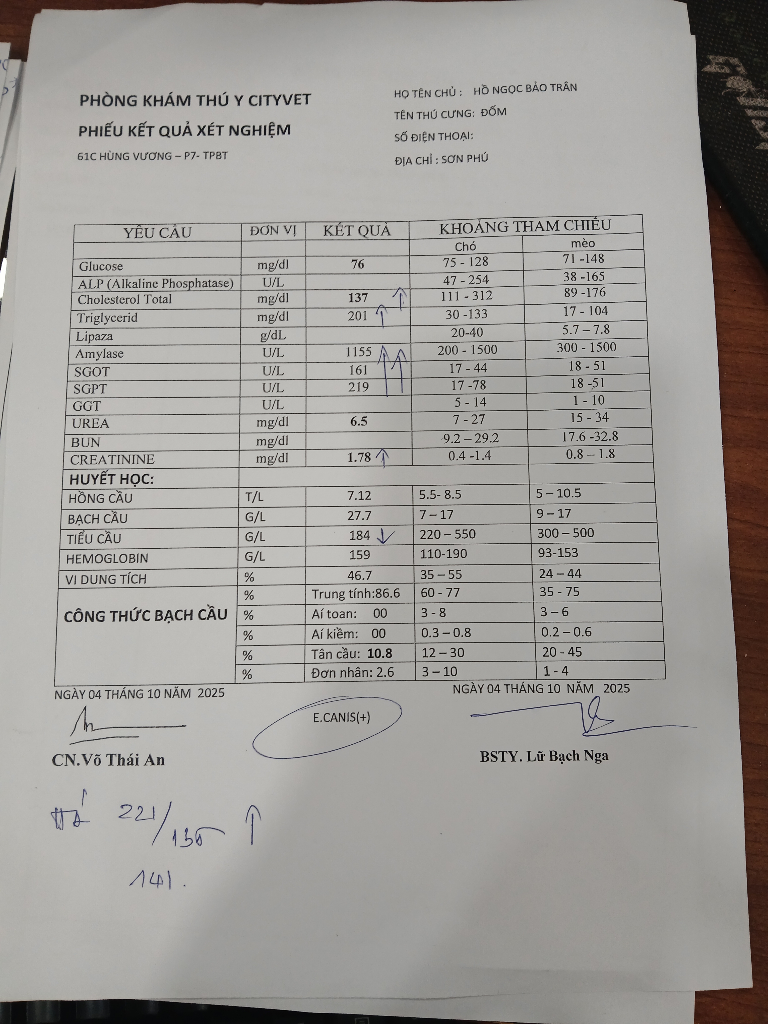 PHÒNG KHÁM THÚ Y CITYVET
PHIẾU KẾT QUẢ XÉT NGHIỆM
61C HÙNG VƯƠNG – P7- TPBT
HỌ TÊN CHỦ : HỒ NGỌC BẢO TRÂN
TÊN THÚ CƯNG: ĐỐM
SỐ ĐIỆN THOẠI:
ĐỊA CHỈ : SƠN PHÚ
YÊU CẦU ĐƠN VỊ KẾT QUẢ KHOẢNG THAM CHIẾU
Chó mèo
Glucose mg/dl 76 75 - 128 71 -148
ALP (Alkaline Phosphatase) U/L 47 - 254 38 -165
Cholesterol Total mg/dl 137 ↑ 111 - 312 89 -176
Triglycerid mg/dl 201 ↑ 30 -133 17 - 104
Lipaza g/dL 20-40 5.7 – 7.8
Amylase U/L 1155 200 - 1500 300 - 1500
SGOT U/L 161 ↑ 17 - 44 18 - 51
SGPT U/L 219 ↑ 17 -78 18 -51
GGT U/L 5 - 14 1 - 10
UREA mg/dl 6.5 7 - 27 15 - 34
BUN mg/dl 9.2 – 29.2 17.6 -32.8
CREATININE mg/dl 1.78 ↑ 0.4 -1.4 0.8 – 1.8
HUYẾT HỌC:
HỒNG CẦU T/L 7.12 5.5- 8.5 5 – 10.5
BẠCH CẦU G/L 27.7 7 – 17 9 – 17
TIỂU CẦU G/L 184 ↓ 220 – 550 300 – 500
HEMOGLOBIN G/L 159 110-190 93-153
VI DUNG TÍCH % 46.7 35 – 55 24 – 44
CÔNG THỨC BẠCH CẦU
% Trung tính:86.6 60 - 77 35 - 75
% Aí toan: 00 3 - 8 3 – 6
% Aí kiềm: 00 0.3 – 0.8 0.2 – 0.6
% Tân cầu: 10.8 12 – 30 20 - 45
% Đơn nhân: 2.6 3 – 10 1 - 4
NGÀY 04 THÁNG 10 NĂM 2025
NGÀY 04 THÁNG 10 NĂM 2025
E.CANIS(+)
CN.Võ Thái An
BSTY. Lữ Bạch Nga
221/135 ↑
141.